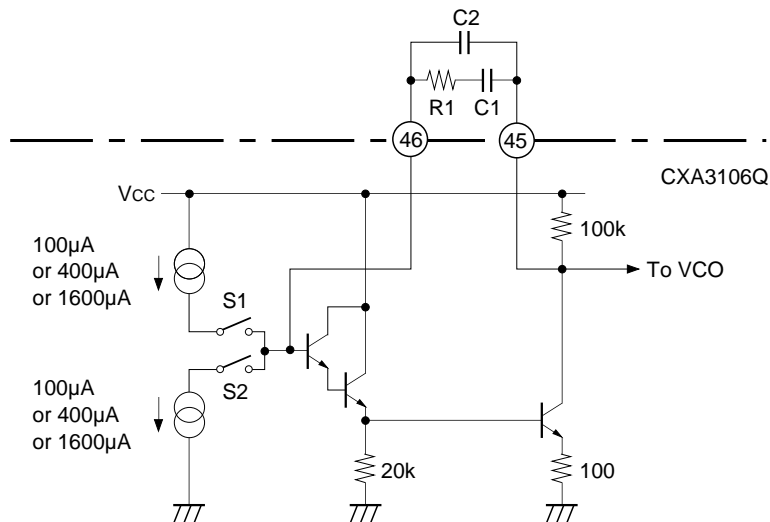 C2
R1
C1
46
45
CXA3106Q
VCC
100k
100µA
or 400µA
or 1600µA
To VCO
S1
S2
100µA
or 400µA
or 1600µA
20k
100